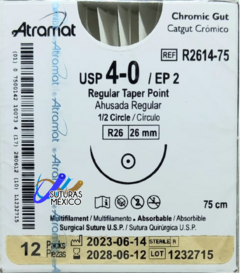 Atramat
Chromic Gut
Catgut Crómico
REF R2614-75
USP 4-0 / EP 2
Regular Taper Point
Ahusada Regular
1/2 Circle / Círculo
R26 26 mm
SUTURAS
MEXICO
Multifilament / Multifilamento Absorbable / Absorbible
Surgical Suture U.S.P. / Sutura Quirúrgica U.S.P.
75 cm
12 Packs
Piezas
2023-06-14 STERILE R
2028-06-12 LOT 1232715